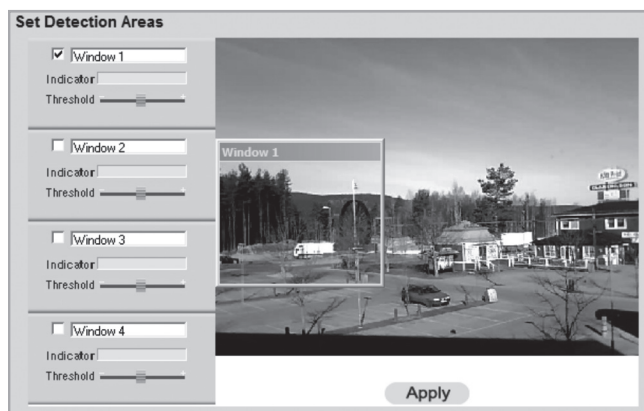 Set Detection Areas
Window 1
Indicator
Threshold
Window 2
Indicator
Threshold
Window 3
Indicator
Threshold
Window 4
Indicator
Threshold
Window 1
Apply